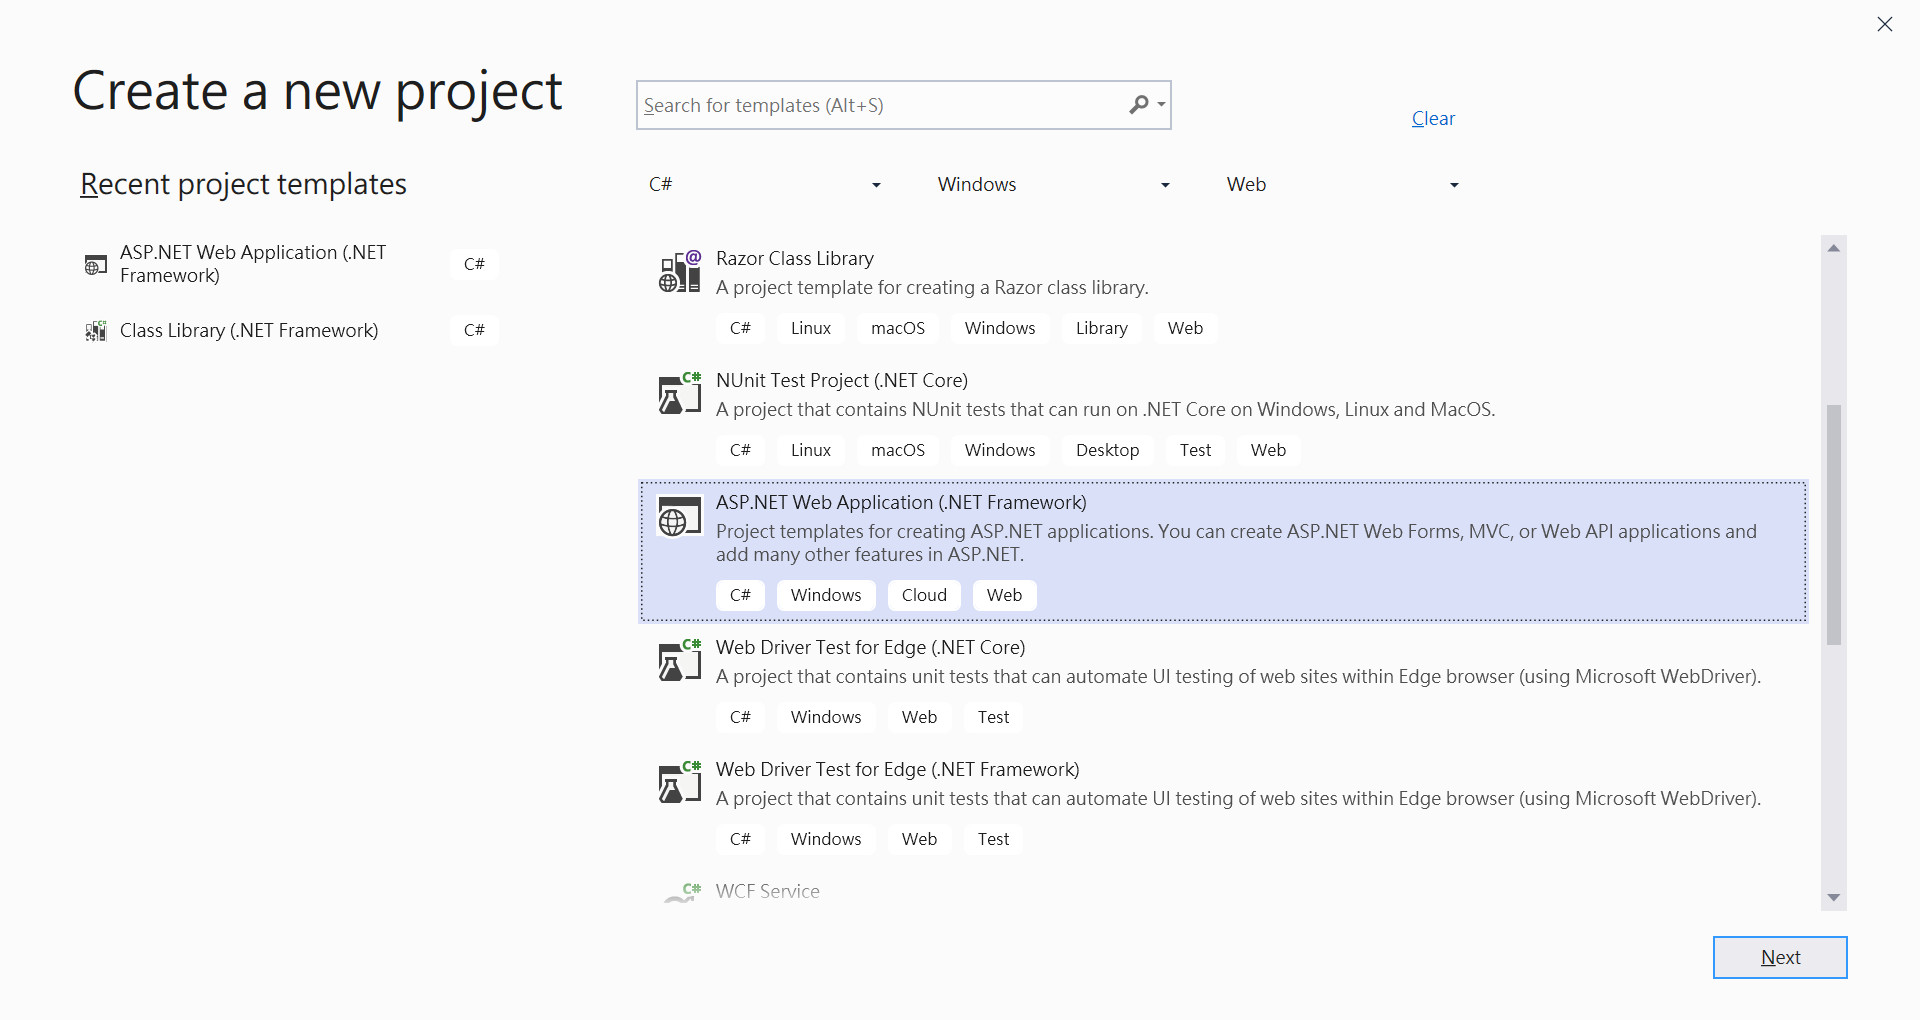 Create a new project
Search for templates (Alt+S)
Clear
Recent project templates
C#
Windows
Web
ASP.NET Web Application (.NET
Framework)
C#
Class Library (.NET Framework)
C#
Razor Class Library
A project template for creating a Razor class library.
C# Linux macOS Windows Library Web
NUnit Test Project (.NET Core)
A project that contains NUnit tests that can run on .NET Core on Windows, Linux and MacOS.
C# Linux macOS Windows Desktop Test Web
ASP.NET Web Application (.NET Framework)
Project templates for creating ASP.NET applications. You can create ASP.NET Web Forms, MVC, or Web API applications and
add many other features in ASP.NET.
C# Windows Cloud Web
Web Driver Test for Edge (.NET Core)
A project that contains unit tests that can automate UI testing of web sites within Edge browser (using Microsoft WebDriver).
C# Windows Web Test
Web Driver Test for Edge (.NET Framework)
A project that contains unit tests that can automate UI testing of web sites within Edge browser (using Microsoft WebDriver).
C# Windows Web Test
WCF Service
Next